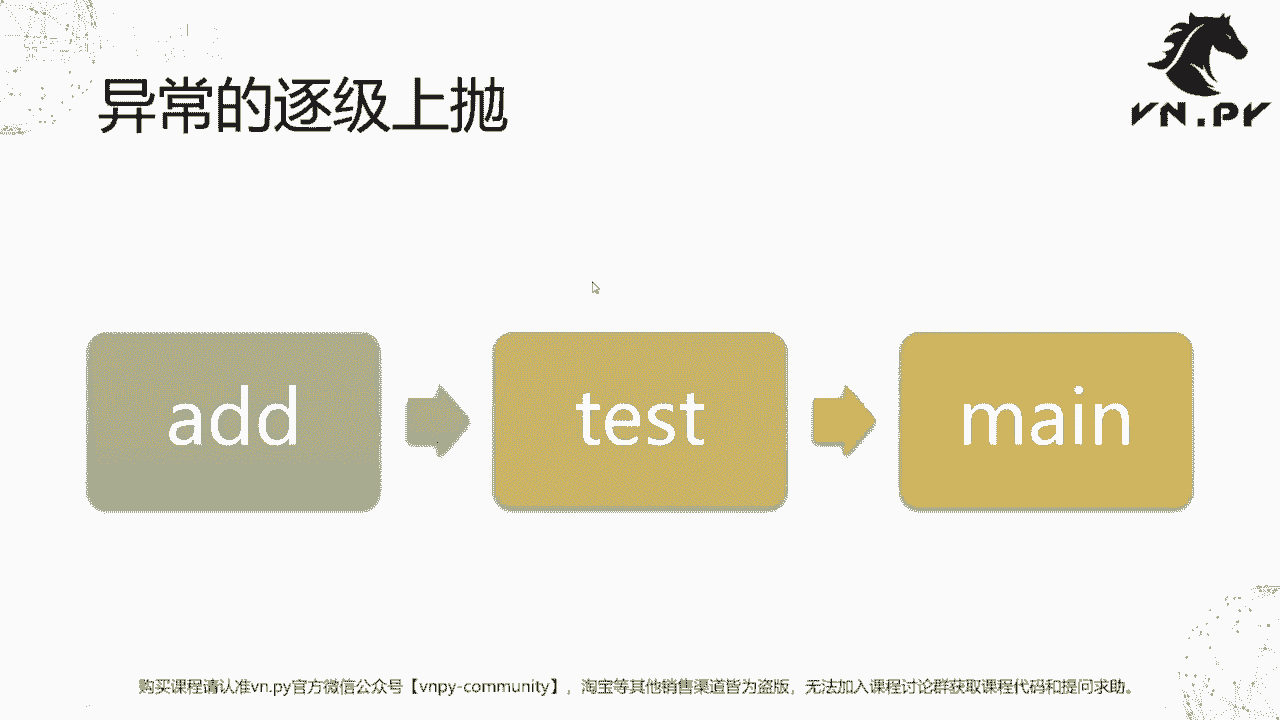 VN.PY
异常的逐级上抛
add
test
main
购买课程请认准vn.py官方微信公众号【vnpy-community】，淘宝等其他销售渠道皆为盗版，无法加入课程讨论群获取课程代码和提问求助。